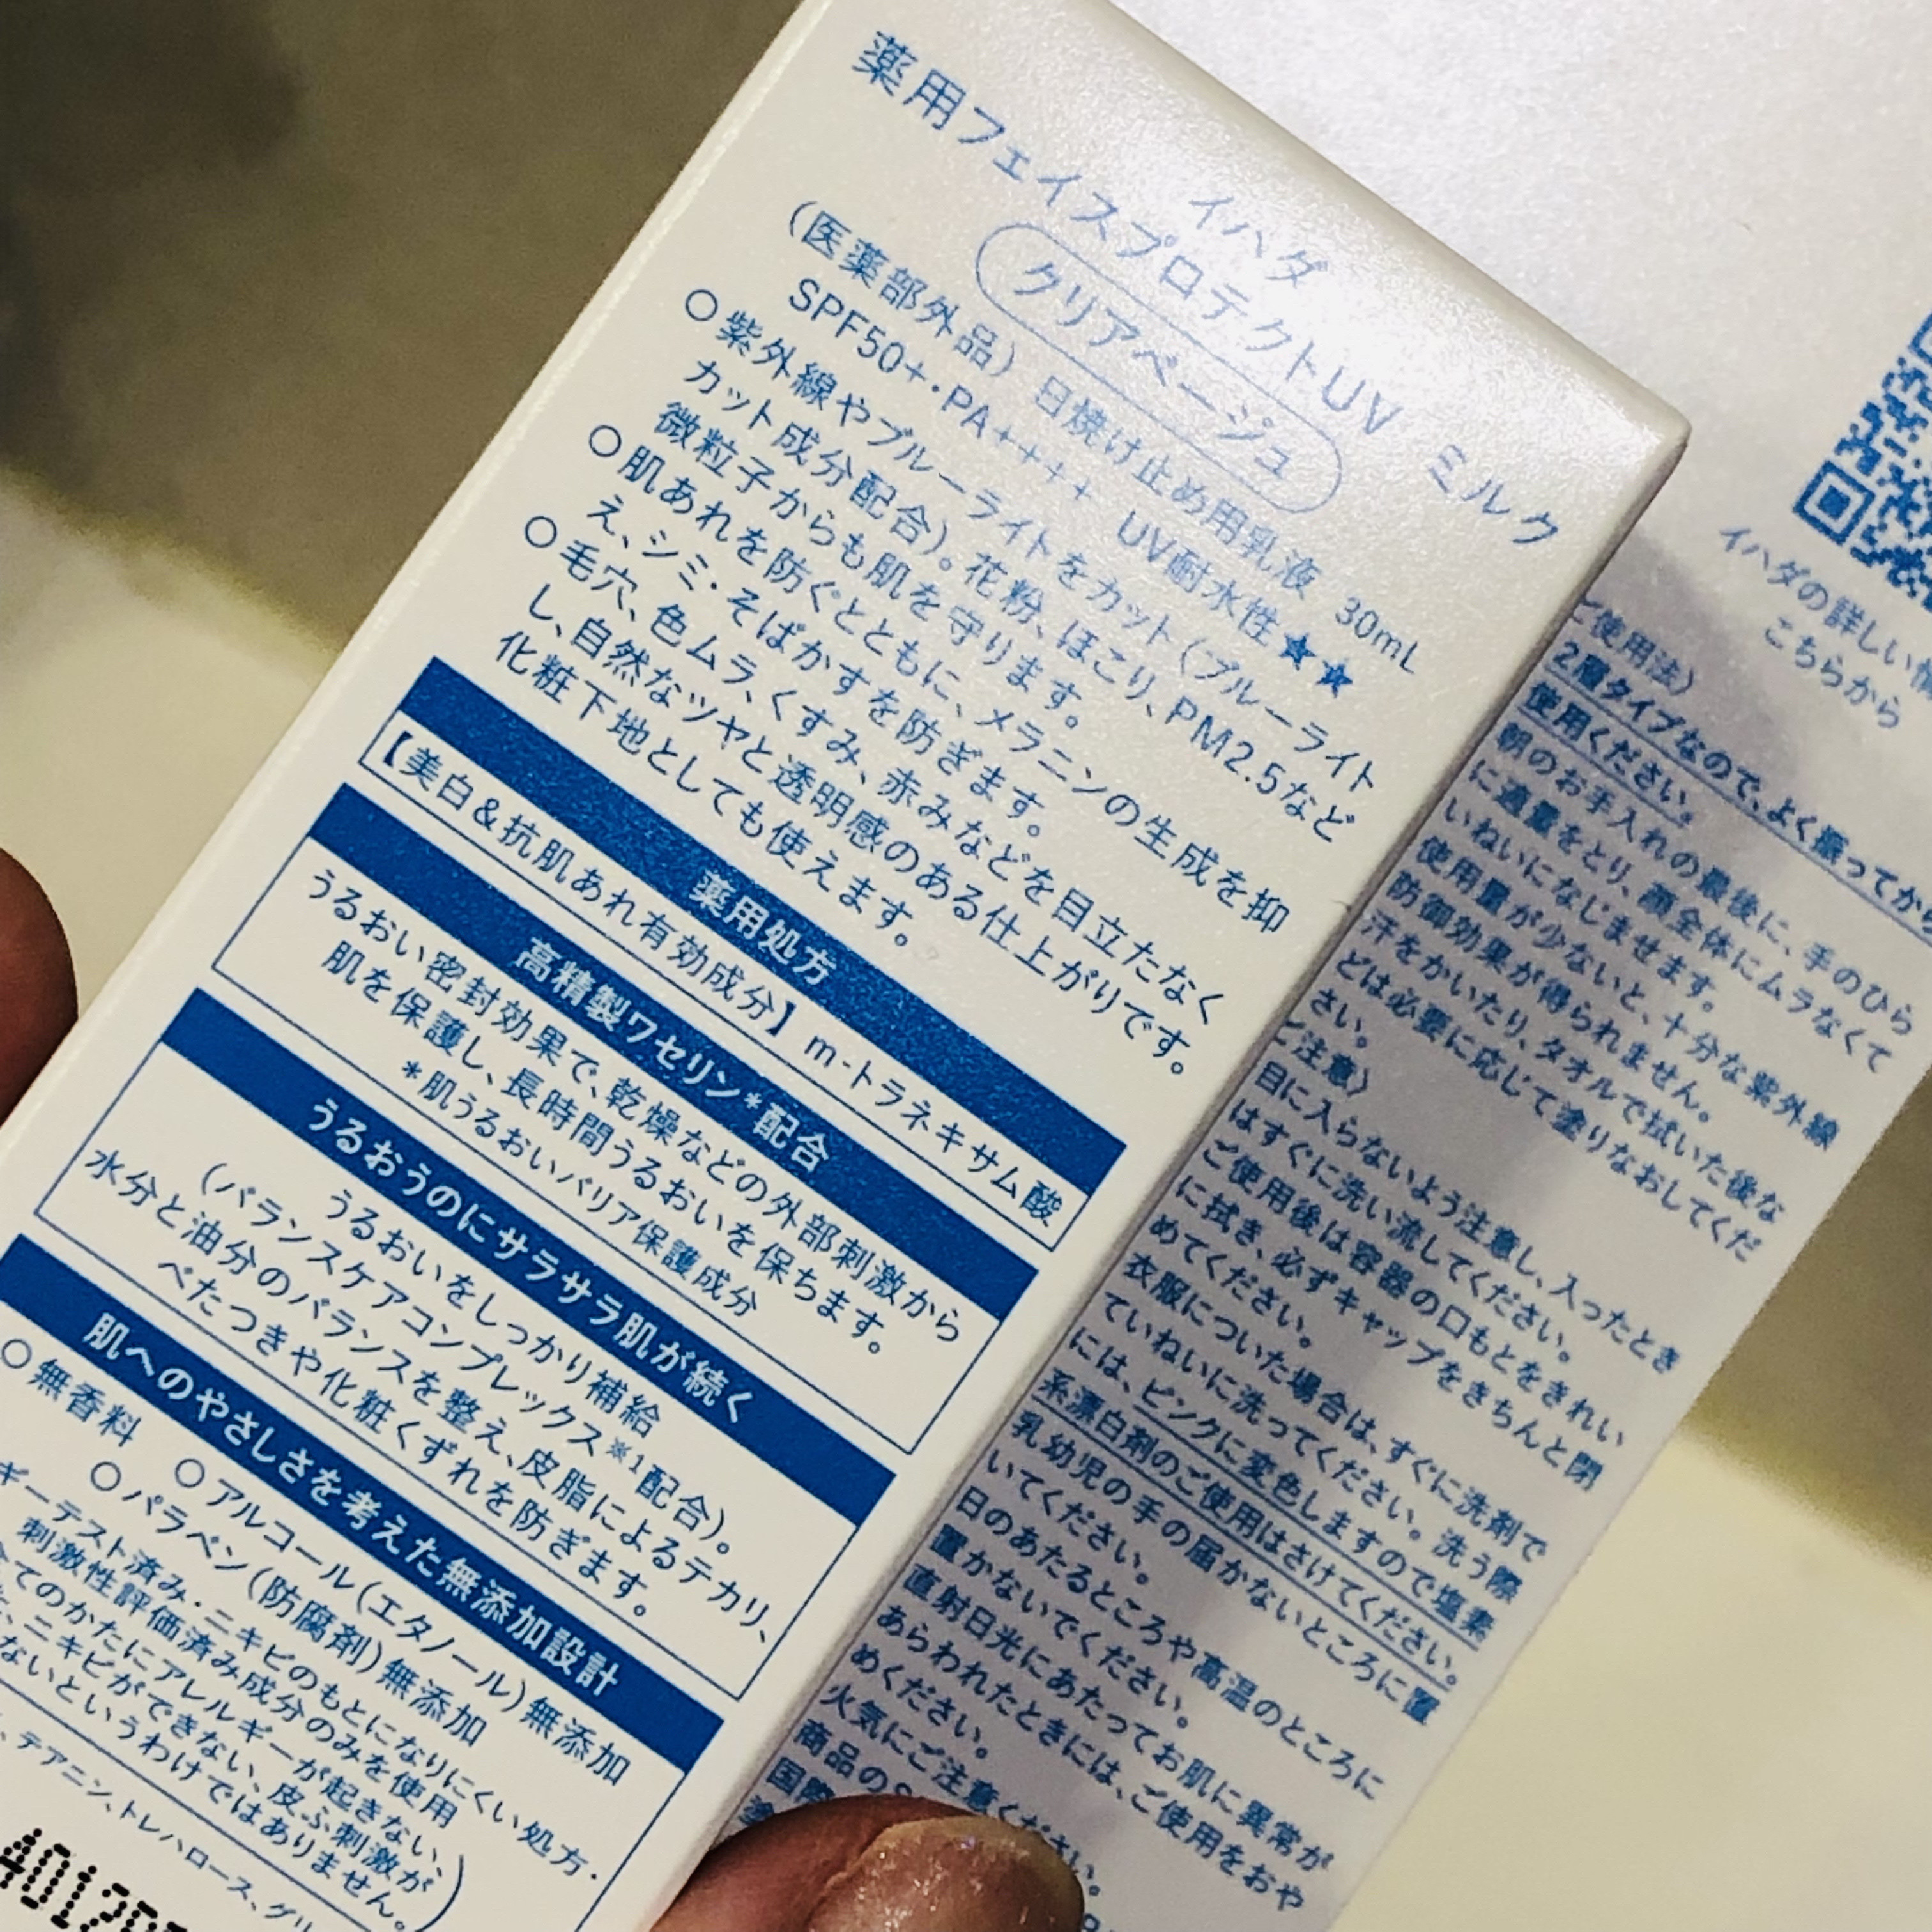 イハダ
薬用フェイスプロテクトUV ミルク
クリアベージュ
(医薬部外品) 日焼け止め用乳液 30mL
SPF50+・PA++++ UV耐水性★★
○紫外線やブルーライトをカット(ブルーライト
カット成分配合)。花粉、ほこり、PM2.5など
微粒子からも肌を守ります。
○肌あれを防ぐとともに、メラニンの生成を抑
え、シミ・そばかすを防ぎます。
○毛穴、色ムラ、くすみ、赤みなどを目立たなく
し、自然なツヤと透明感のある仕上がりです。
化粧下地としても使えます。
薬用処方
【美白&抗肌あれ有効成分】m-トラネキサム酸
高精製ワセリン*配合
うるおい密封効果で、乾燥などの外部刺激から
肌を保護し、長時間うるおいを保ちます。
*肌うるおいバリア保護成分
うるおうのにサラサラ肌が続く
うるおいをしっかり補給
(バランスケアコンプレックス※1配合)。
水分と油分のバランスを整え、皮脂によるテカリ、
べたつきや化粧くずれを防ぎます。
肌へのやさしさを考えた無添加設計
○無香料 ○アルコール(エタノール)無添加
○パラベン(防腐剤)無添加
ギーテスト済み・ニキビのもとになりにくい処方・
刺激性評価済み成分のみを使用
全てのかたにアレルギーが起きない、
ニキビができない、皮ふ刺激が
ないというわけではありません。
テアニン、トレハロース、グリ
イハダの詳しい情
こちらから
ご使用法〉
2層タイプなので、よく振ってから
使用ください。
朝のお手入れの最後に、手のひら
に適量をとり、顔全体にムラなくて
いねいになじませます。
使用量が少ないと、十分な紫外線
防御効果が得られません。
汗をかいたり、タオルで拭いた後な
どは必要に応じて塗りなおしてくだ
さい。
ご注意〉
目に入らないよう注意し、入ったとき
はすぐに洗い流してください。
ご使用後は容器の口もとをきれい
に拭き、必ずキャップをきちんと閉
めてください。
衣服についた場合は、すぐに洗剤で
ていねいに洗ってください。洗う際
には、ピンクに変色しますので塩素
系漂白剤のご使用はさけてください。
乳幼児の手の届かないところに置
いてください。
日のあたるところや高温のところに
置かないでください。
直射日光にあたってお肌に異常が
あらわれたときには、ご使用をおや
めください。
火気にご注意ください。
商品の
国際